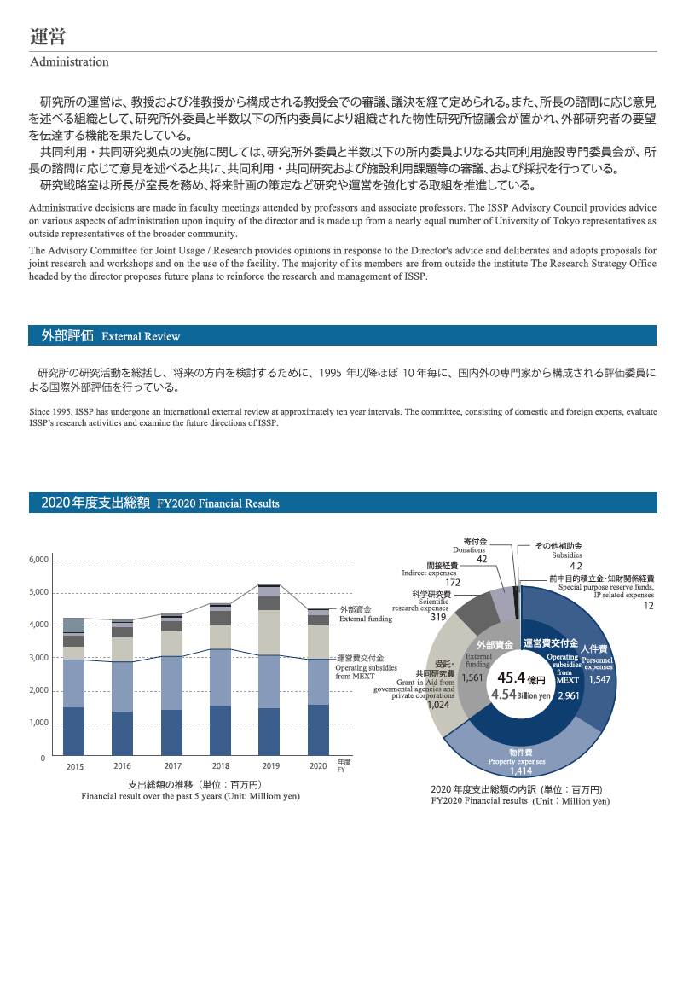 運営
Administration
研究所の運営は、教授および准教授から構成される教授会での審議、議決を経て定められる。また、所長の諮問に応じ意見
を述べる組織として、研究所外委員と半数以下の所内委員により組織された物性研究所協議会が置かれ、外部研究者の要望
を伝達する機能を果たしている。
共同利用・共同研究拠点の実施に関しては、研究所外委員と半数以下の所内委員よりなる共同利用施設専門委員会が、所
長の諮問に応じて意見を述べると共に、共同利用・共同研究および施設利用課題等の審議、および採択を行っている。
研究戦略室は所長が室長を務め、将来計画の策定など研究や運営を強化する取組を推進している。
Administrative decisions are made in faculty meetings attended by professors and associate professors. The ISSP Advisory Council provides advice
on various aspects of administration upon inquiry of the director and is made up from a nearly equal number of University of Tokyo representatives as
outside representatives of the broader community.
The Advisory Committee for Joint Usage / Research provides opinions in response to the Director's advice and deliberates and adopts proposals for
joint research and workshops and on the use of the facility. The majority of its members are from outside the institute The Research Strategy Office
headed by the director proposes future plans to reinforce the research and management of ISSP.
外部評価 External Review
研究所の研究活動を総括し、将来の方向を検討するために、1995 年以降ほぼ 10 年毎に、国内外の専門家から構成される評価委員に
よる国際外部評価を行っている。
Since 1995, ISSP has undergone an international external review at approximately ten year intervals. The committee, consisting of domestic and foreign experts, evaluate
ISSP's research activities and examine the future directions of ISSP.
2020 年度支出総額 FY2020 Financial Results
6,000
5,000
4,000
3,000
2,000
1,000
0
2015
2016
2017
2018
2019
2020
年度
FY
外部資金
External funding
運営費交付金
Operating subsidies
from MEXT
支出総額の推移（単位：百万円）
Financial result over the past 5 years (Unit: Milliom yen)
寄付金
Donations
42
間接経費
Indirect expenses
172
科学研究費
Scientific
research expenses
319
受託・
共同研究費
Grant-in-Aid from
govermental agencies and
private corporations
1,024
その他補助金
Subsidies
4.2
前中目的積立金・知財関係経費
Special purpose reserve funds,
IP related expenses
12
外部資金
External
funding
1,561
運営費交付金
Operating
subsidies
from
MEXT
2,961
人件費
Personnel
expenses
1,547
45.4 億円
4.54 Billion yen
物件費
Property expenses
1,414
2020 年度支出総額の内訳 (単位：百万円)
FY2020 Financial results (Unit：Million yen)